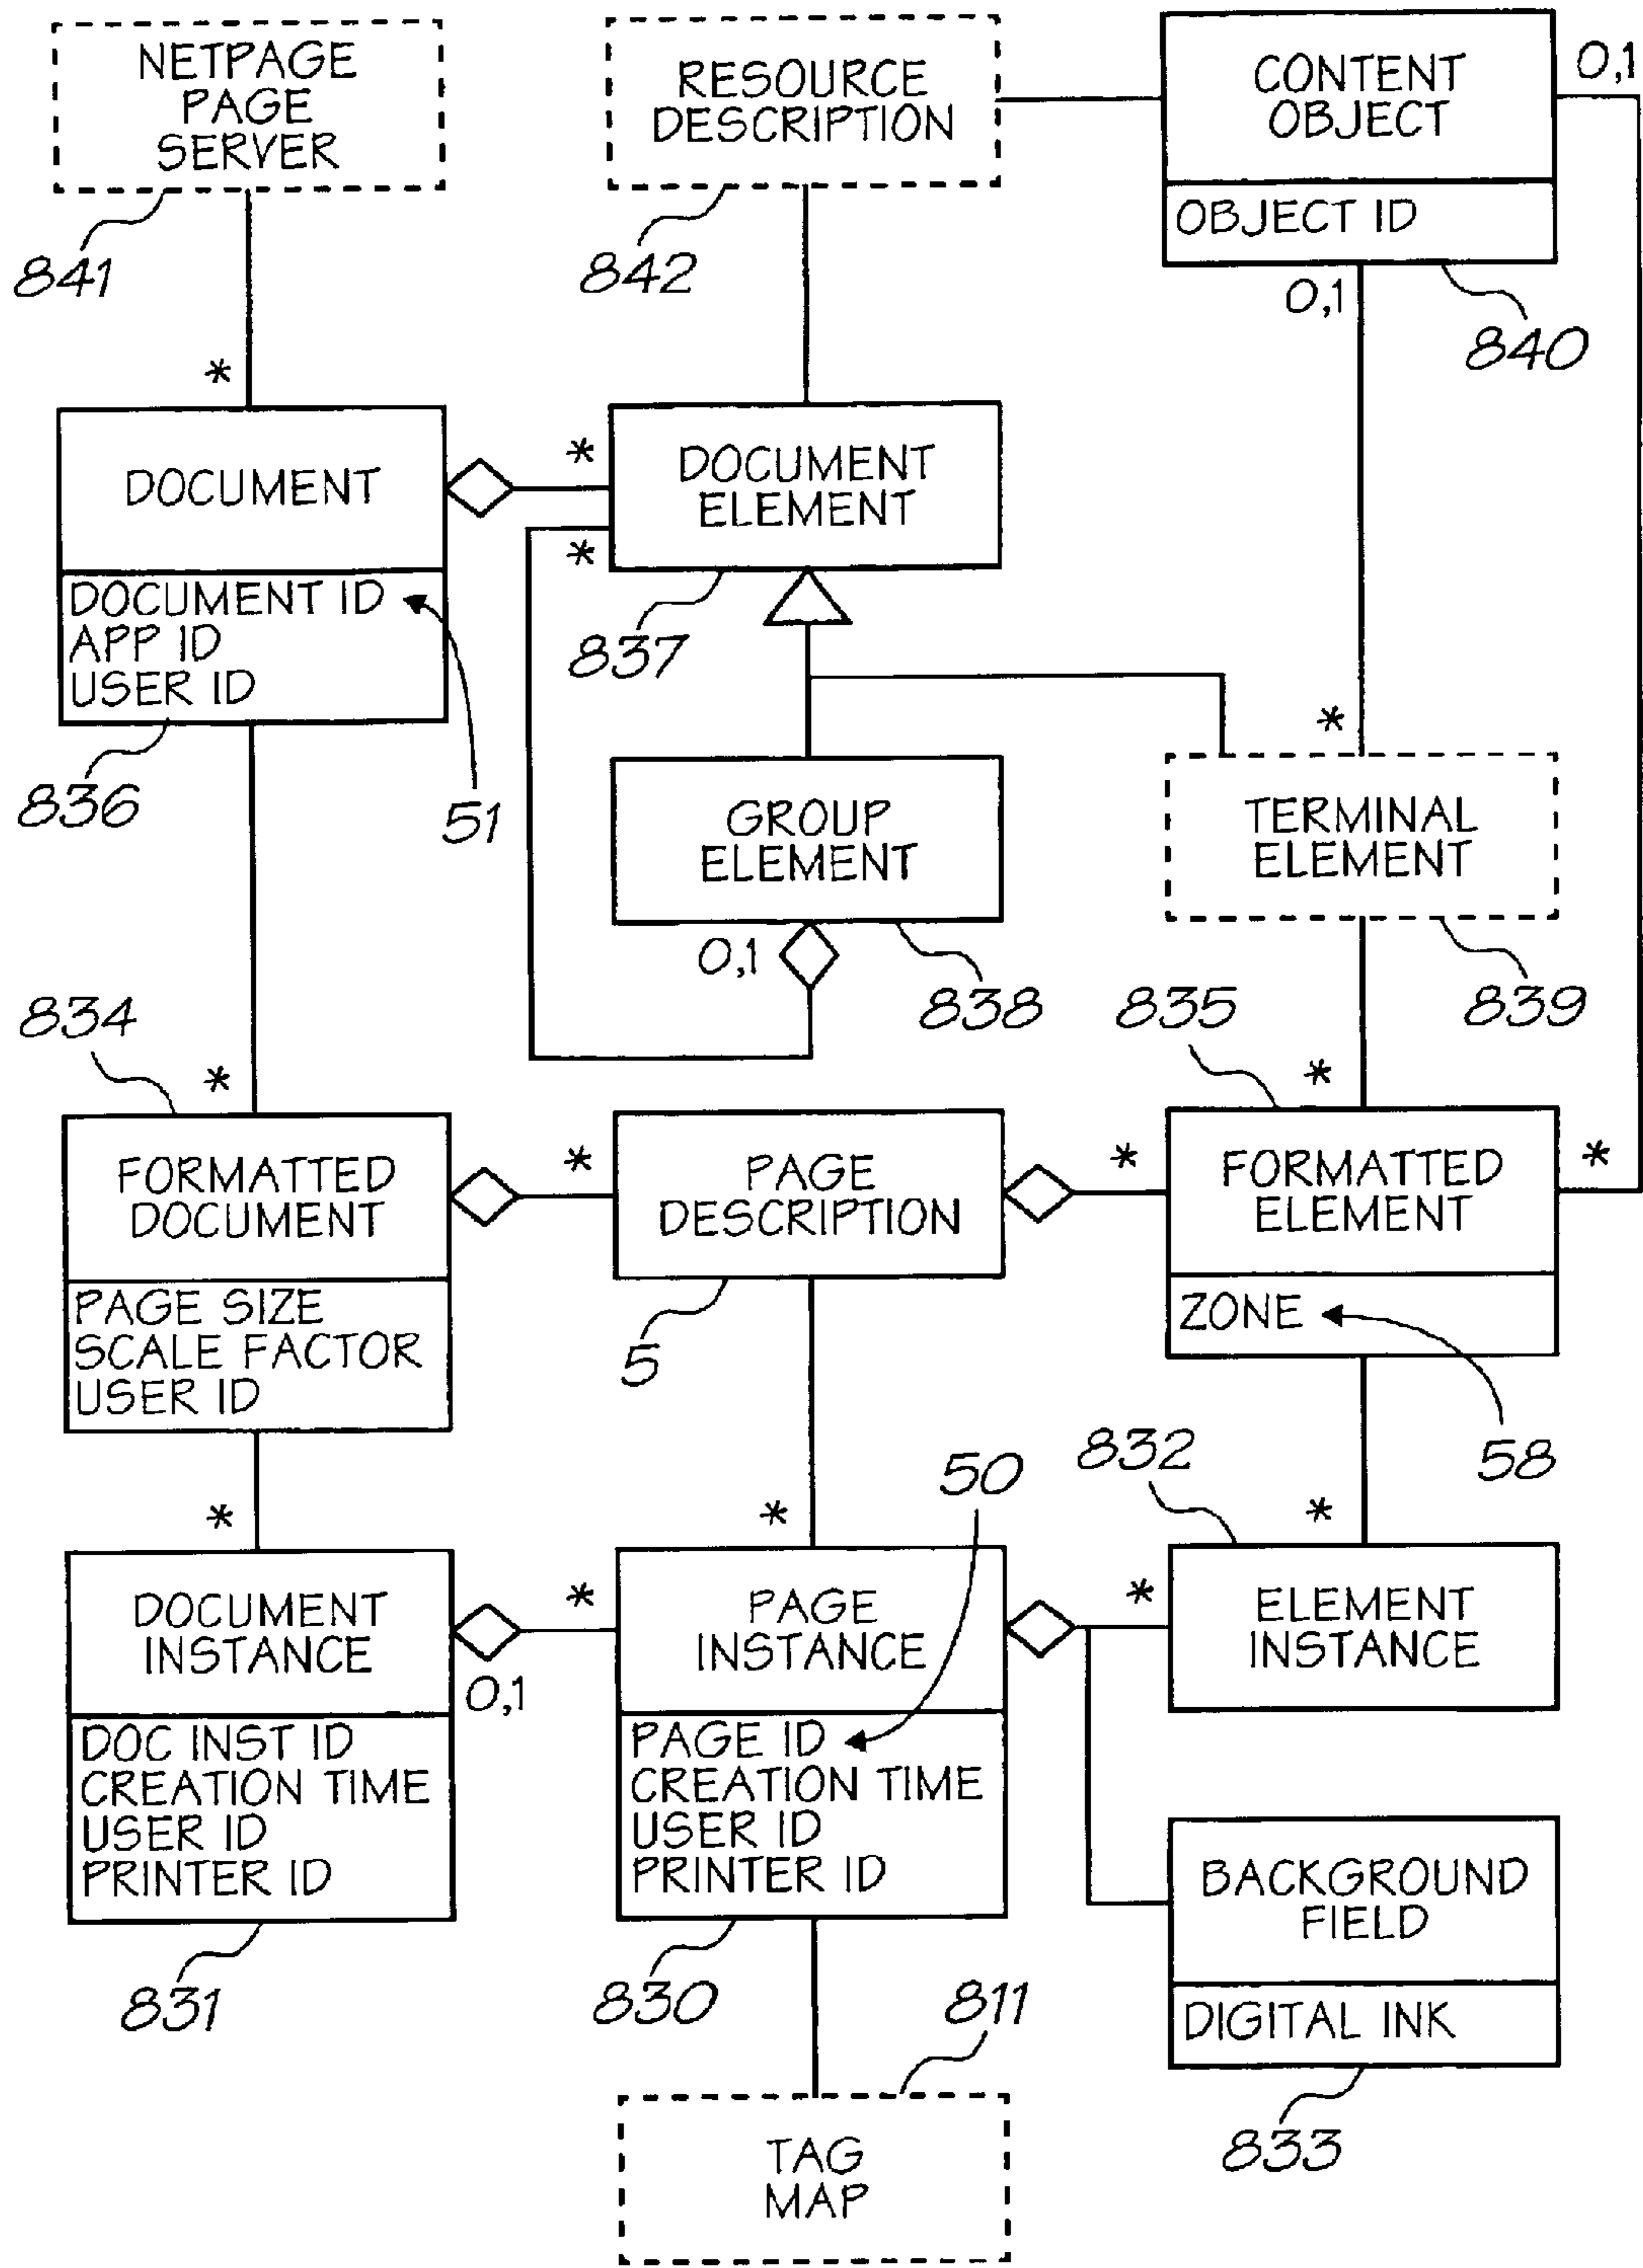 NETPAGE
PAGE
SERVER
841
RESOURCE
DESCRIPTION
842
CONTENT
OBJECT
OBJECT ID
0,1
0,1
840
*
DOCUMENT
DOCUMENT ID
APP ID
USER ID
836
51
*
*
DOCUMENT
ELEMENT
837
GROUP
ELEMENT
0,1
838
*
TERMINAL
ELEMENT
839
834
*
FORMATTED
DOCUMENT
PAGE SIZE
SCALE FACTOR
USER ID
*
PAGE
DESCRIPTION
5
835
*
*
*
FORMATTED
ELEMENT
ZONE
58
*
DOCUMENT
INSTANCE
DOC INST ID
CREATION TIME
USER ID
PRINTER ID
831
0,1
*
*
50
PAGE
INSTANCE
PAGE ID
CREATION TIME
USER ID
PRINTER ID
830
832
*
*
ELEMENT
INSTANCE
BACKGROUND
FIELD
DIGITAL INK
833
811
TAG
MAP